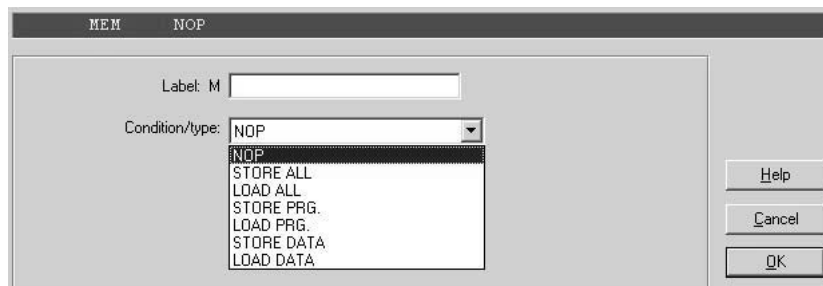 MEM NOP
Label: M
Condition/type: NOP
NOP
STORE ALL
LOAD ALL
STORE PRG.
LOAD PRG.
STORE DATA
LOAD DATA
Help
Cancel
OK